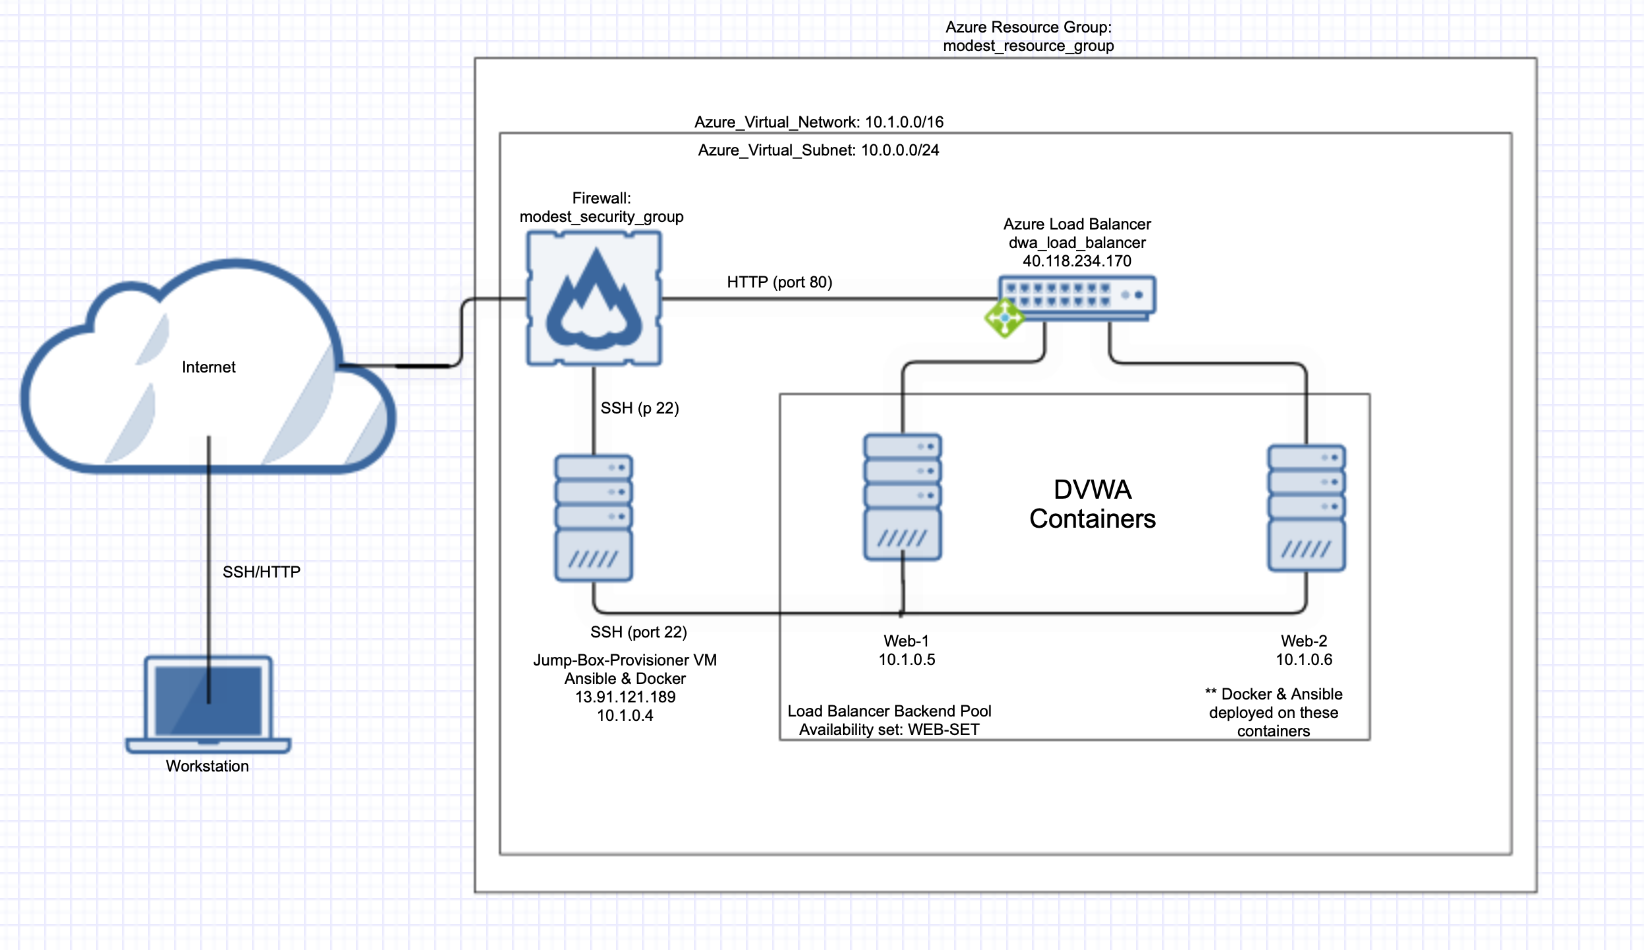 Azure Resource Group:
modest_resource_group
Azure_Virtual_Network: 10.1.0.0/16
Azure_Virtual_Subnet: 10.0.0.0/24
Firewall:
modest_security_group
Azure Load Balancer
dwa_load_balancer
40.118.234.170
HTTP (port 80)
Internet
SSH (p 22)
DVWA
Containers
SSH/HTTP
SSH (port 22)
Jump-Box-Provisioner VM
Ansible & Docker
13.91.121.189
10.1.0.4
Web-1
10.1.0.5
Web-2
10.1.0.6
** Docker & Ansible
deployed on these
containers
Load Balancer Backend Pool
Availability set: WEB-SET
Workstation